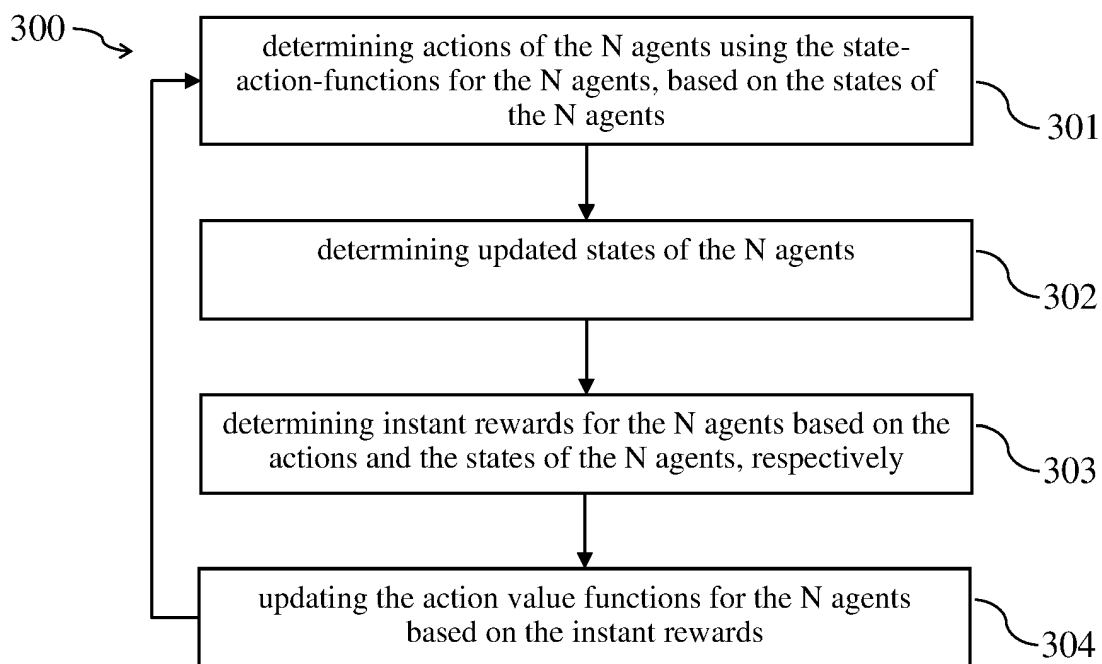 300
determining actions of the N agents using the state-
action-functions for the N agents, based on the states of
the N agents
301
determining updated states of the N agents
302
determining instant rewards for the N agents based on the
actions and the states of the N agents, respectively
303
updating the action value functions for the N agents
based on the instant rewards
304